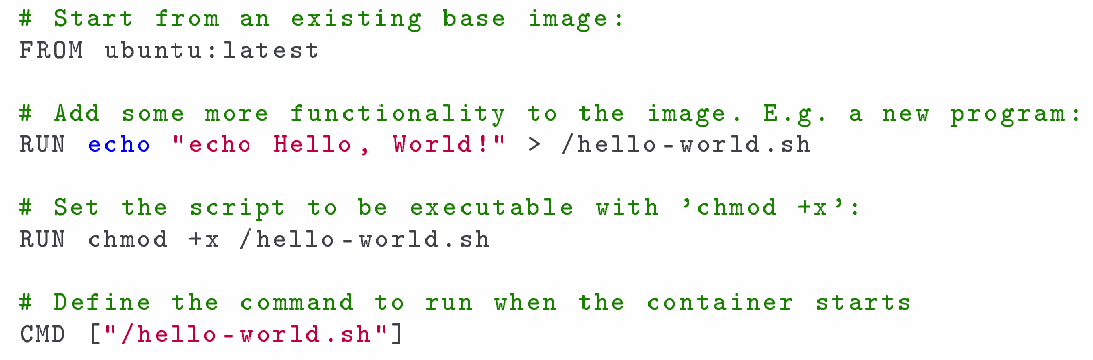 # Start from an existing base image:
FROM ubuntu:latest
# Add some more functionality to the image. E.g. a new program:
RUN echo "echo Hello, World!" > /hello-world.sh
# Set the script to be executable with ’chmod +x’:
RUN chmod +x /hello-world.sh
# Define the command to run when the container starts
CMD ["/hello-world.sh"]